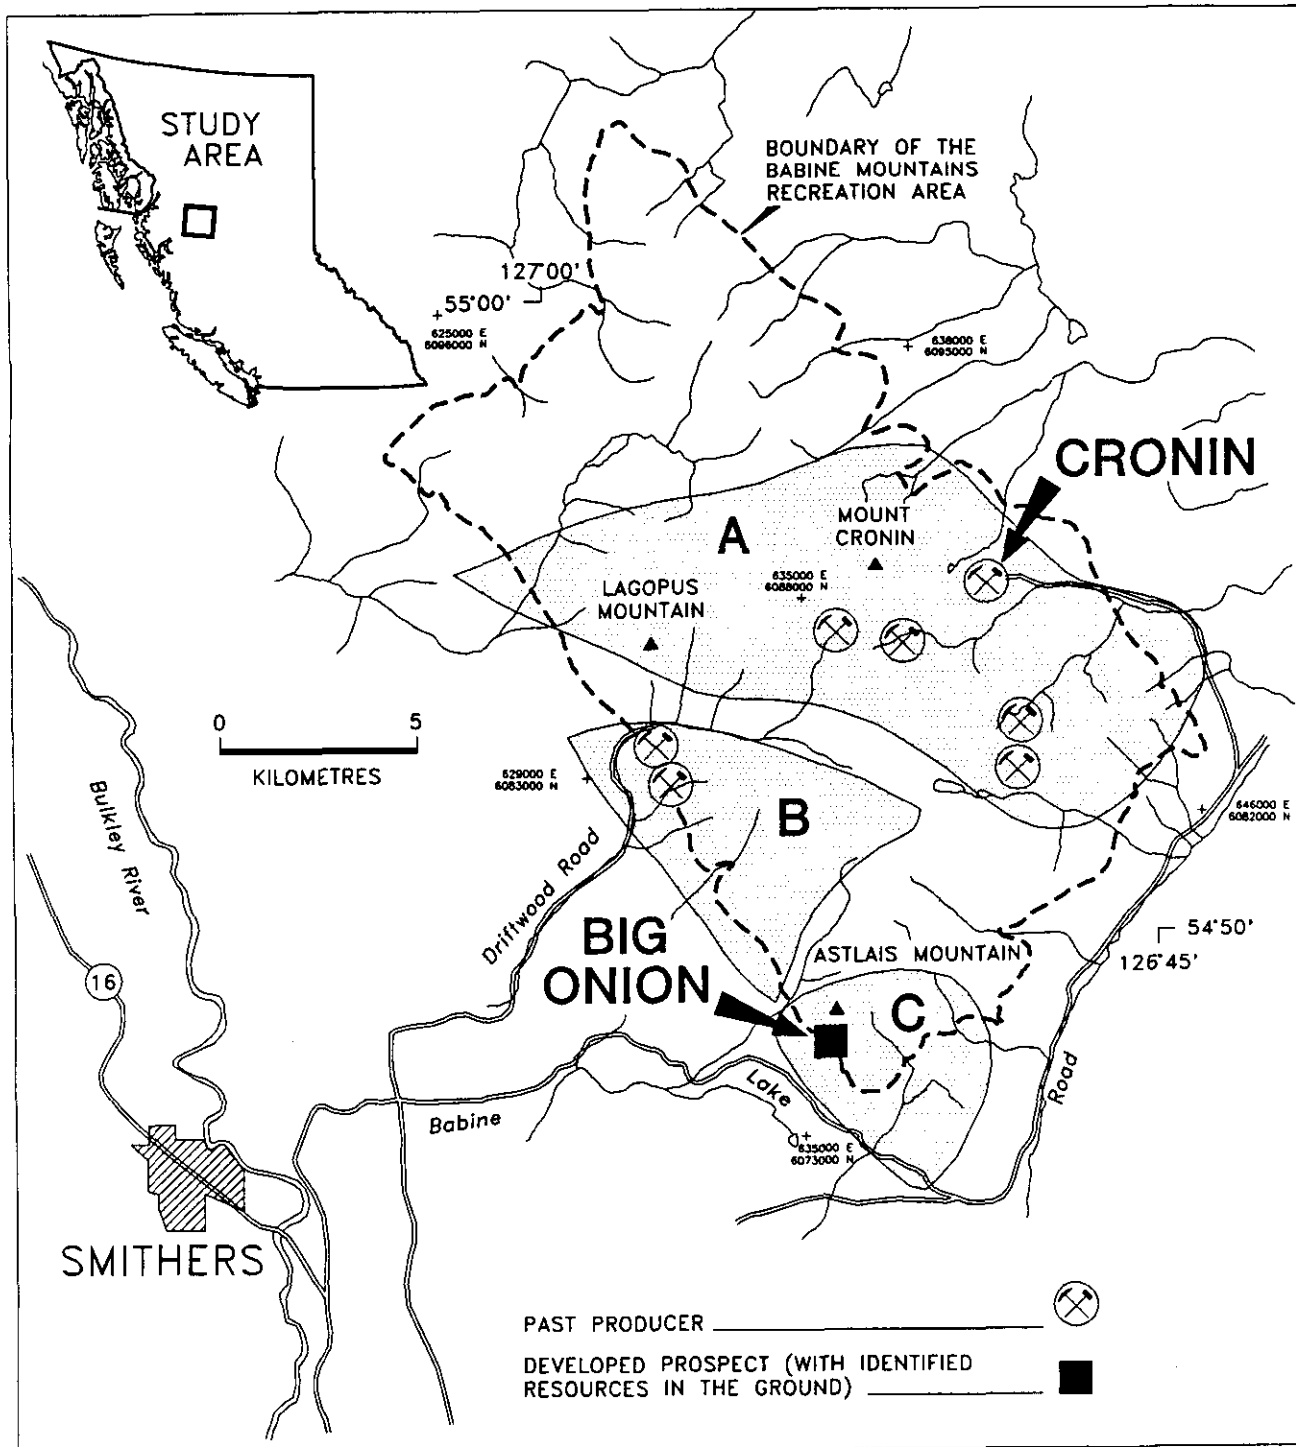 STUDY
AREA
BOUNDARY OF THE
BABINE MOUNTAINS
RECREATION AREA
127°00'
55°00'
625000 E
6096000 N
638000 E
6095000 N
CRONIN
A
MOUNT
CRONIN
635000 E
6088000 N
LAGOPUS
MOUNTAIN
0 5
KILOMETRES
629000 E
6083000 N
B
646000 E
6082000 N
Bulkley River
Driftwood Road
BIG
ONION
54°50'
126°45'
ASTLAIS MOUNTAIN
16
C
Babine
Lake
Road
635000 E
6073000 N
SMITHERS
PAST PRODUCER
DEVELOPED PROSPECT (WITH IDENTIFIED
RESOURCES IN THE GROUND)